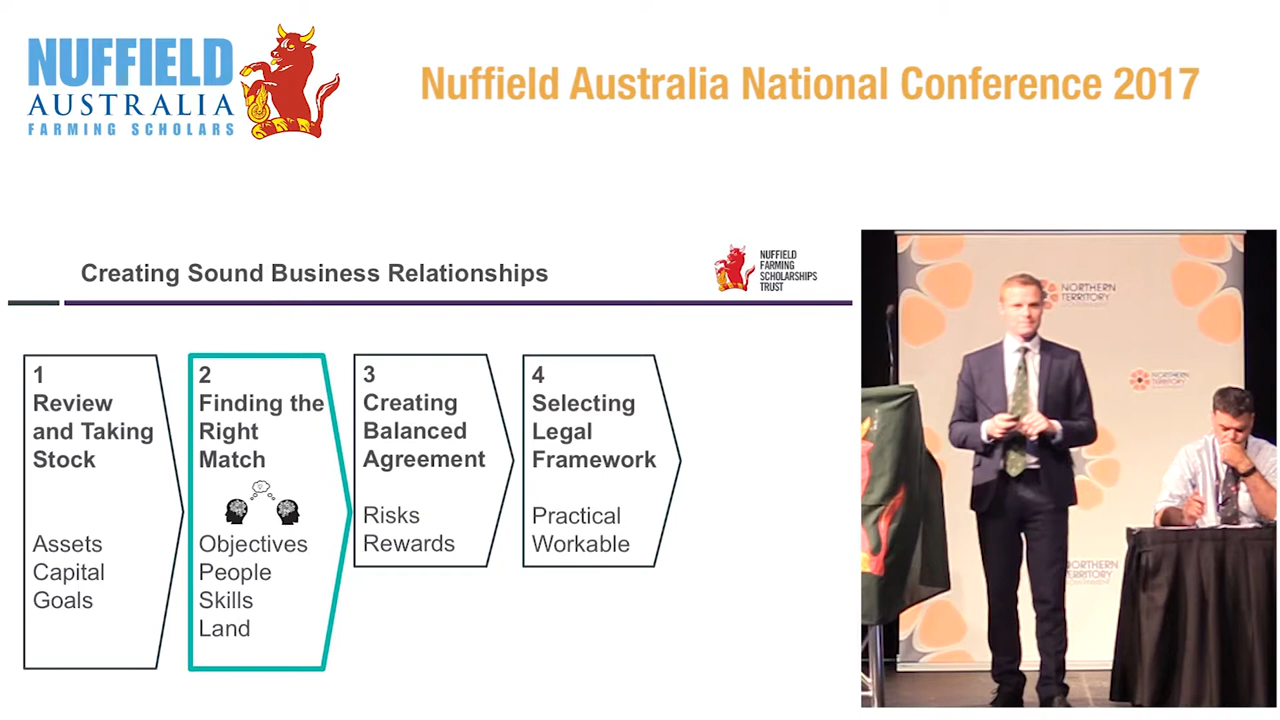 NUFFIELD
AUSTRALIA
FARMING SCHOLARS
Nuffield Australia National Conference 2017
Creating Sound Business Relationships
NUFFIELD
FARMING
SCHOLARSHIPS
TRUST
1
Review
and Taking
Stock
Assets
Capital
Goals
2
Finding the
Right
Match
Objectives
People
Skills
Land
3
Creating
Balanced
Agreement
Risks
Rewards
4
Selecting
Legal
Framework
Practical
Workable
NORTHERN
TERRITORY
NORTHERN
TERRITORY
TERRITORY